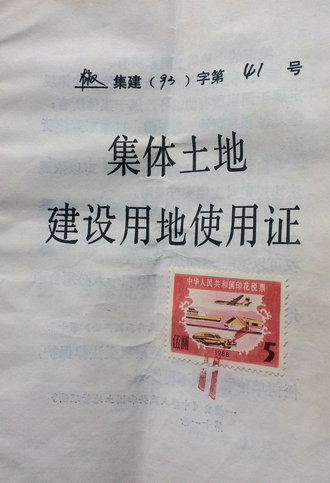 椒 集建（93）字第 41 号
集体土地
建设用地使用证
中华人民共和国印花税票
伍圆
1988
5